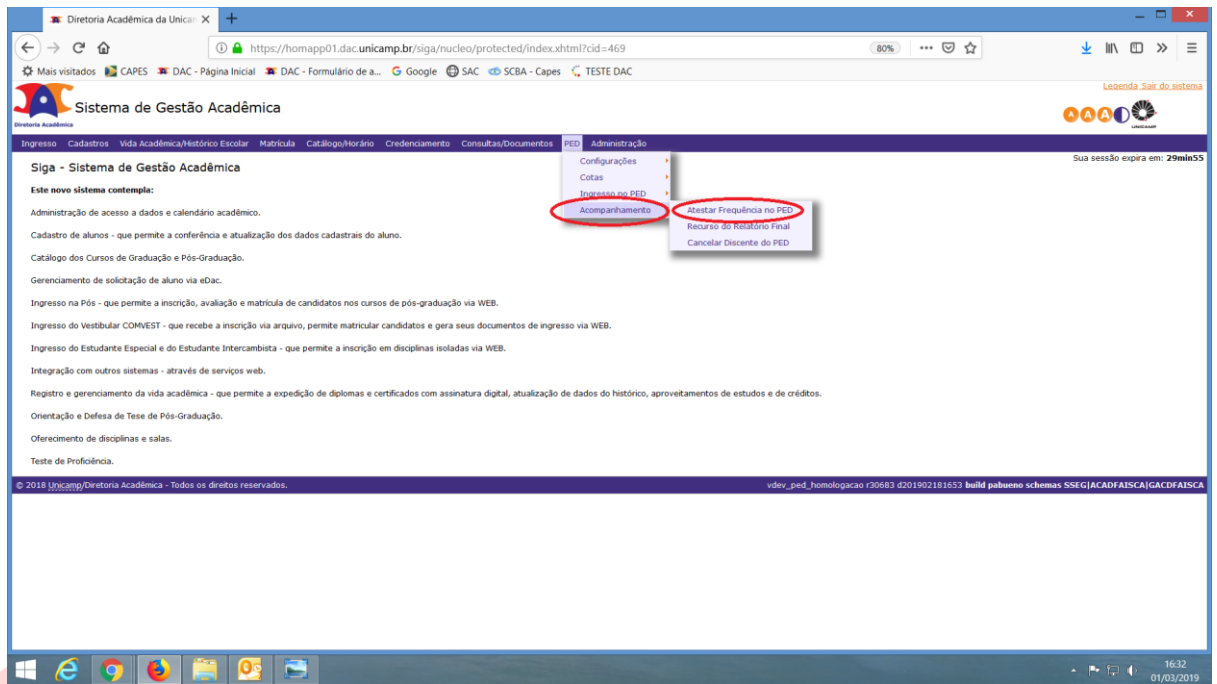 Diretoria Acadêmica da Unican
https://homapp01.dac.unicamp.br/siga/nucleo/protected/index.xhtml?cid=469
80%
Mais visitados CAPES DAC - Página Inicial DAC - Formulário de a... Google SAC SCBA - Capes TESTE DAC
Legenda Sair do sistema
Diretoria Acadêmica
Sistema de Gestão Acadêmica
A A A
UNICAMP
Ingresso Cadastros Vida Acadêmica/Histórico Escolar Matrícula Catálogo/Horário Credenciamento Consultas/Documentos PED Administração
Sua sessão expira em: 29min55
Configurações
Cotas
Ingresso no PED
Acompanhamento
Atestar Frequência no PED
Recurso do Relatório Final
Cancelar Discente do PED
Siga - Sistema de Gestão Acadêmica
Este novo sistema contempla:
Administração de acesso a dados e calendário acadêmico.
Cadastro de alunos - que permite a conferência e atualização dos dados cadastrais do aluno.
Catálogo dos Cursos de Graduação e Pós-Graduação.
Gerenciamento de solicitação de aluno via eDac.
Ingresso na Pós - que permite a inscrição, avaliação e matrícula de candidatos nos cursos de pós-graduação via WEB.
Ingresso do Vestibular COMVEST - que recebe a inscrição via arquivo, permite matricular candidatos e gera seus documentos de ingresso via WEB.
Ingresso do Estudante Especial e do Estudante Intercambista - que permite a inscrição em disciplinas isoladas via WEB.
Integração com outros sistemas - através de serviços web.
Registro e gerenciamento da vida acadêmica - que permite a expedição de diplomas e certificados com assinatura digital, atualização de dados do histórico, aproveitamentos de estudos e de créditos.
Orientação e Defesa de Tese de Pós-Graduação.
Oferecimento de disciplinas e salas.
Teste de Proficiência.
© 2018 Unicamp/Diretoria Acadêmica - Todos os direitos reservados.
vdev_ped_homologacao r30683 d201902181653 build pabueno schemas SSEG|ACADFAISCA|GACDFAISCA
16:32
01/03/2019